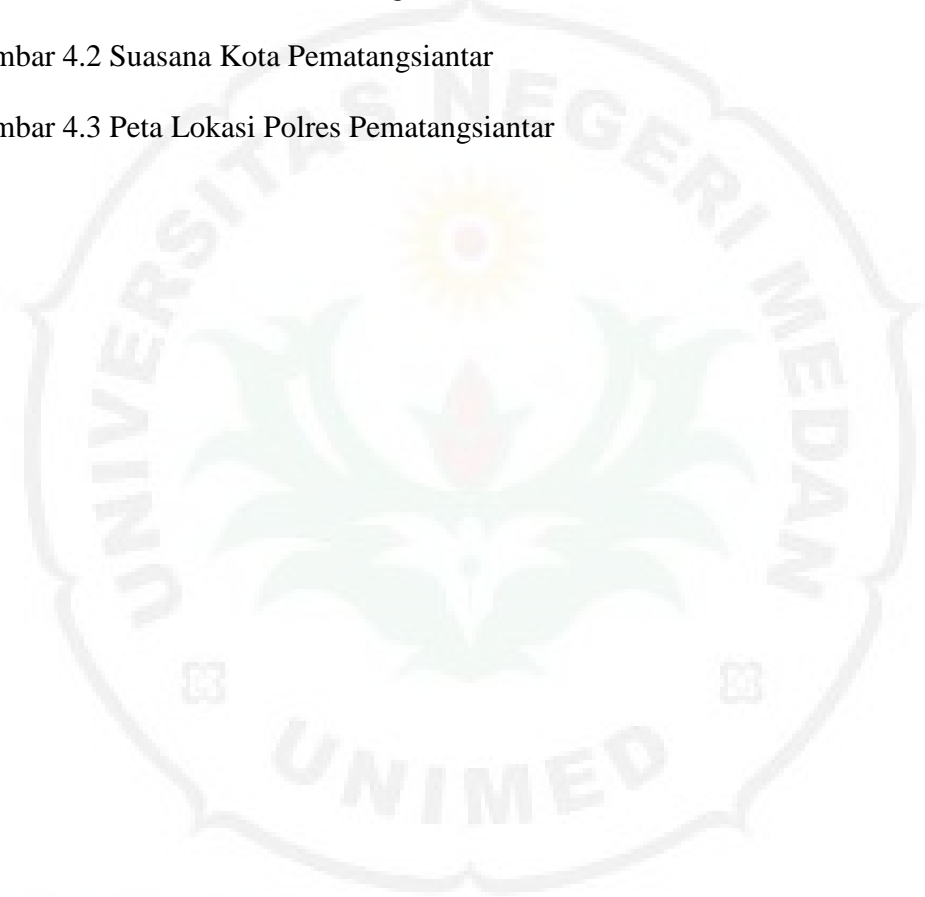 mbar 4.2 Suasana Kota Pematangsiantar
mbar 4.3 Peta Lokasi Polres Pematangsiantar
UNIVERSITAS NEGERI MEDAN
UNIMED